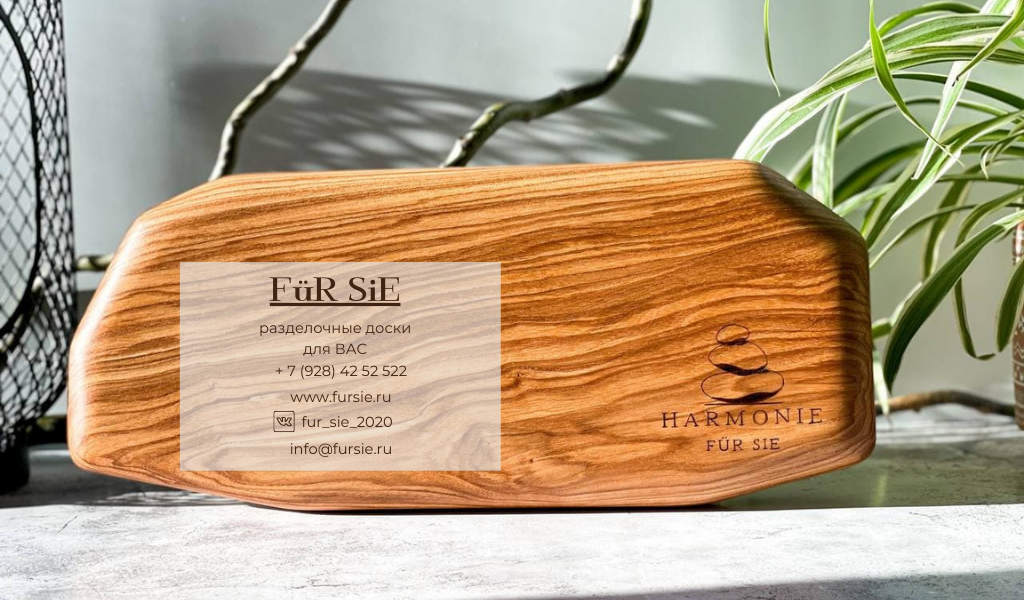 FüR SiE
разделочные доски
для ВАС
+ 7 (928) 42 52 522
www.fursie.ru
fur_sie_2020
info@fursie.ru
HARMONIE
FÜR SIE